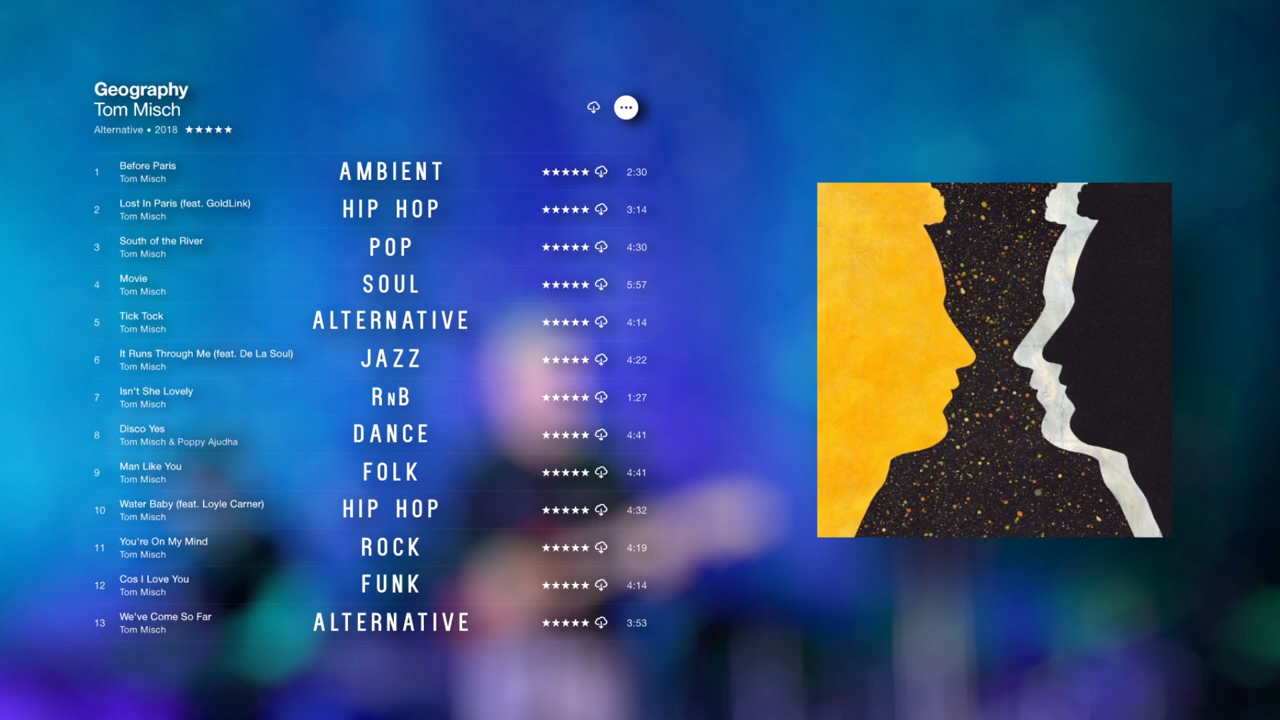 Geography
Tom Misch
Alternative • 2018 ★★★★★
1 Before Paris AMBIENT ★★★★★ 2:30
Tom Misch
2 Lost In Paris (feat. GoldLink) HIP HOP ★★★★★ 3:14
Tom Misch
3 South of the River POP ★★★★★ 4:30
Tom Misch
4 Movie SOUL ★★★★★ 5:57
Tom Misch
5 Tick Tock ALTERNATIVE ★★★★★ 4:14
Tom Misch
6 It Runs Through Me (feat. De La Soul) JAZZ ★★★★★ 4:22
Tom Misch
7 Isn't She Lovely RnB ★★★★★ 1:27
Tom Misch
8 Disco Yes DANCE ★★★★★ 4:41
Tom Misch & Poppy Ajudha
9 Man Like You FOLK ★★★★★ 4:41
Tom Misch
10 Water Baby (feat. Loyle Carner) HIP HOP ★★★★★ 4:32
Tom Misch
11 You're On My Mind ROCK ★★★★★ 4:19
Tom Misch
12 Cos I Love You FUNK ★★★★★ 4:14
Tom Misch
13 We've Come So Far ALTERNATIVE ★★★★★ 3:53
Tom Misch